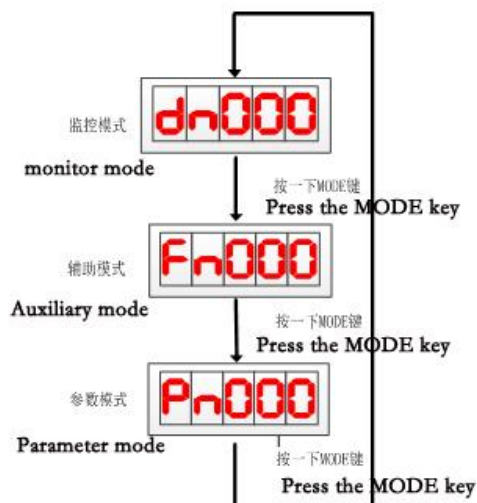 dn000
监控模式
monitor mode
按一下MODE键
Press the MODE key
Fn000
辅助模式
Auxiliary mode
按一下MODE键
Press the MODE key
Pn000
参数模式
Parameter mode
按一下MODE键
Press the MODE key